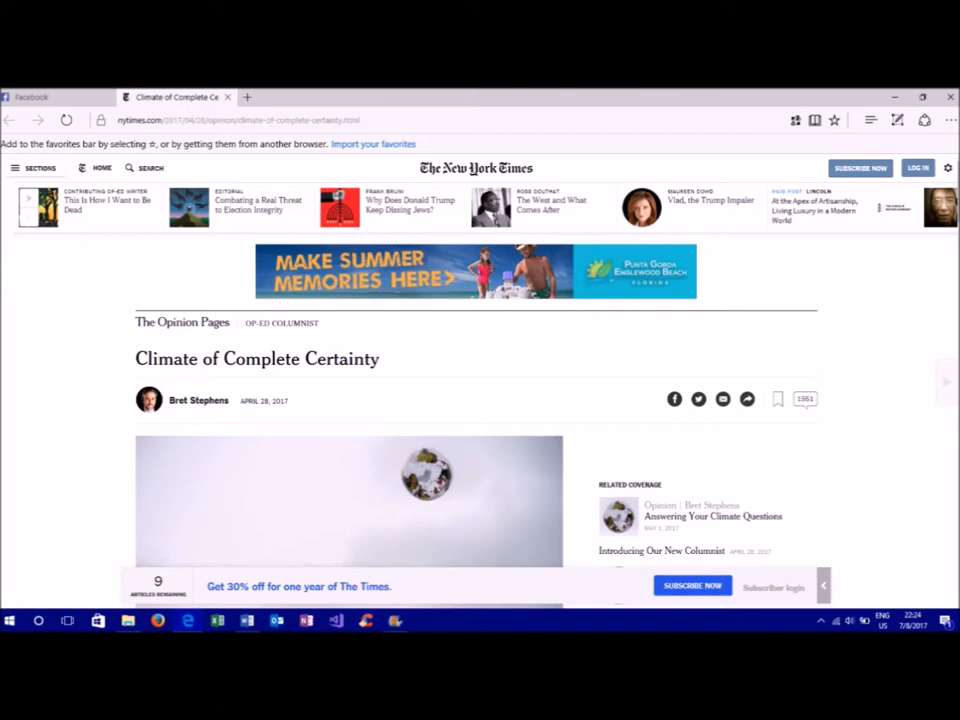 Facebook
Climate of Complete Ce
nytimes.com/2017/04/28/opinion/climate-of-complete-certainty.html
Add to the favorites bar by selecting ☆, or by getting them from another browser. Import your favorites
SECTIONS HOME SEARCH
The New York Times
SUBSCRIBE NOW LOG IN
CONTRIBUTING OP-ED WRITER
This Is How I Want to Be
Dead
EDITORIAL
Combating a Real Threat
to Election Integrity
FRANK BRUNI
Why Does Donald Trump
Keep Dissing Jews?
ROSS DOUTHAT
The West and What
Comes After
MAUREEN DOWD
Vlad, the Trump Impaler
PAID POST: LINCOLN
At the Apex of Artisanship,
Living Luxury in a Modern
World
MAKE SUMMER
MEMORIES HERE>
PUNTA GORDA
ENGLEWOOD BEACH
FLORIDA
The Opinion Pages | OP-ED COLUMNIST
Climate of Complete Certainty
Bret Stephens APRIL 28, 2017
1551
RELATED COVERAGE
Opinion | Bret Stephens
Answering Your Climate Questions
MAY 1, 2017
Introducing Our New Columnist APRIL 28, 2017
9
ARTICLES REMAINING
Get 30% off for one year of The Times.
SUBSCRIBE NOW
Subscriber login
ENG
US
22:24
7/8/2017